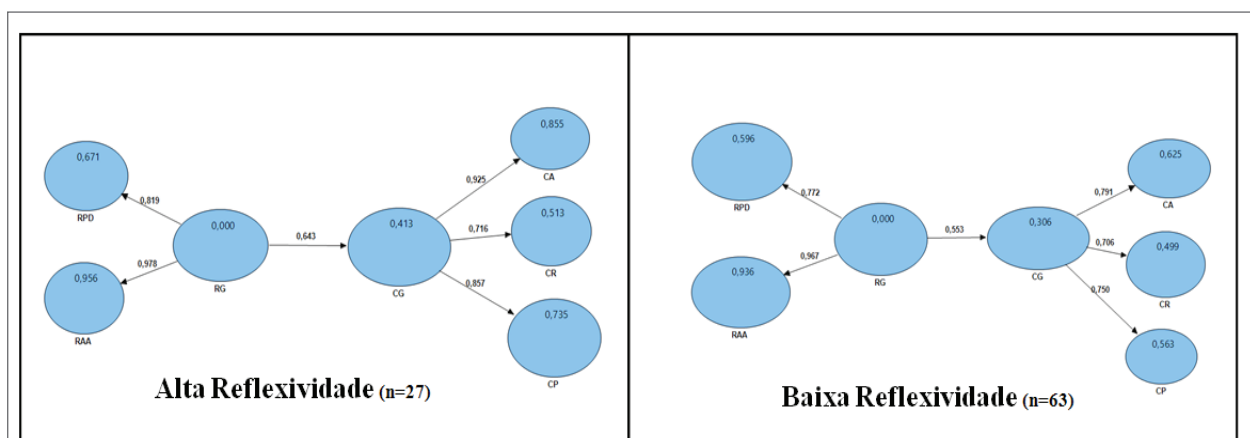 0,671
RPD
0,819
0,956
RAA
0,978
0,000
RG
0,643
0,413
CG
0,925
0,855
CA
0,716
0,513
CR
0,857
0,735
CP
Alta Reflexividade (n=27)
0,596
RPD
0,772
0,936
RAA
0,967
0,000
RG
0,553
0,306
CG
0,791
0,625
CA
0,706
0,499
CR
0,750
0,563
CP
Baixa Reflexividade (n=63)